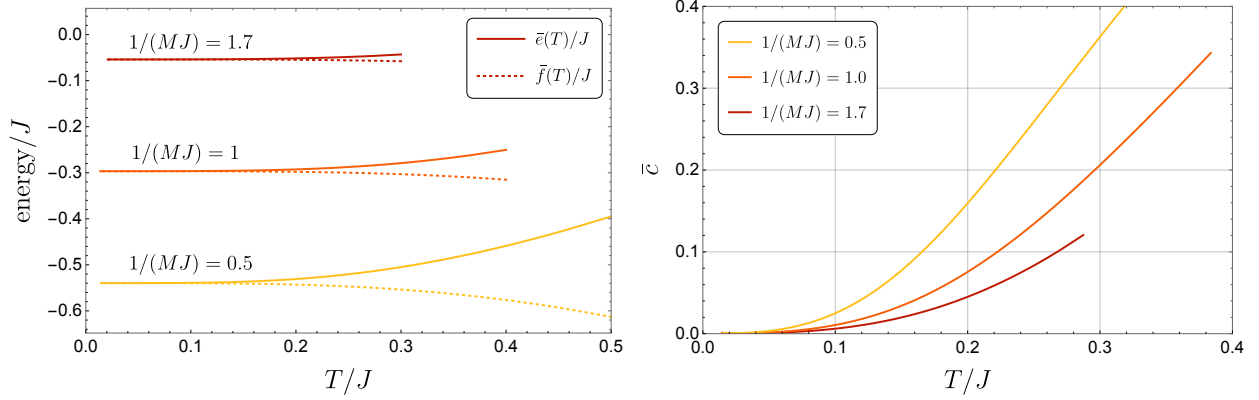 energy/J
0.0
−0.1
−0.2
−0.3
−0.4
−0.5
−0.6
1/(MJ) = 1.7
1/(MJ) = 1
1/(MJ) = 0.5
ē(T)/J
f̄(T)/J
0.0 0.1 0.2 0.3 0.4 0.5
T/J
c̄
0.4
0.3
0.2
0.1
0.0
1/(MJ) = 0.5
1/(MJ) = 1.0
1/(MJ) = 1.7
0.0 0.1 0.2 0.3 0.4
T/J